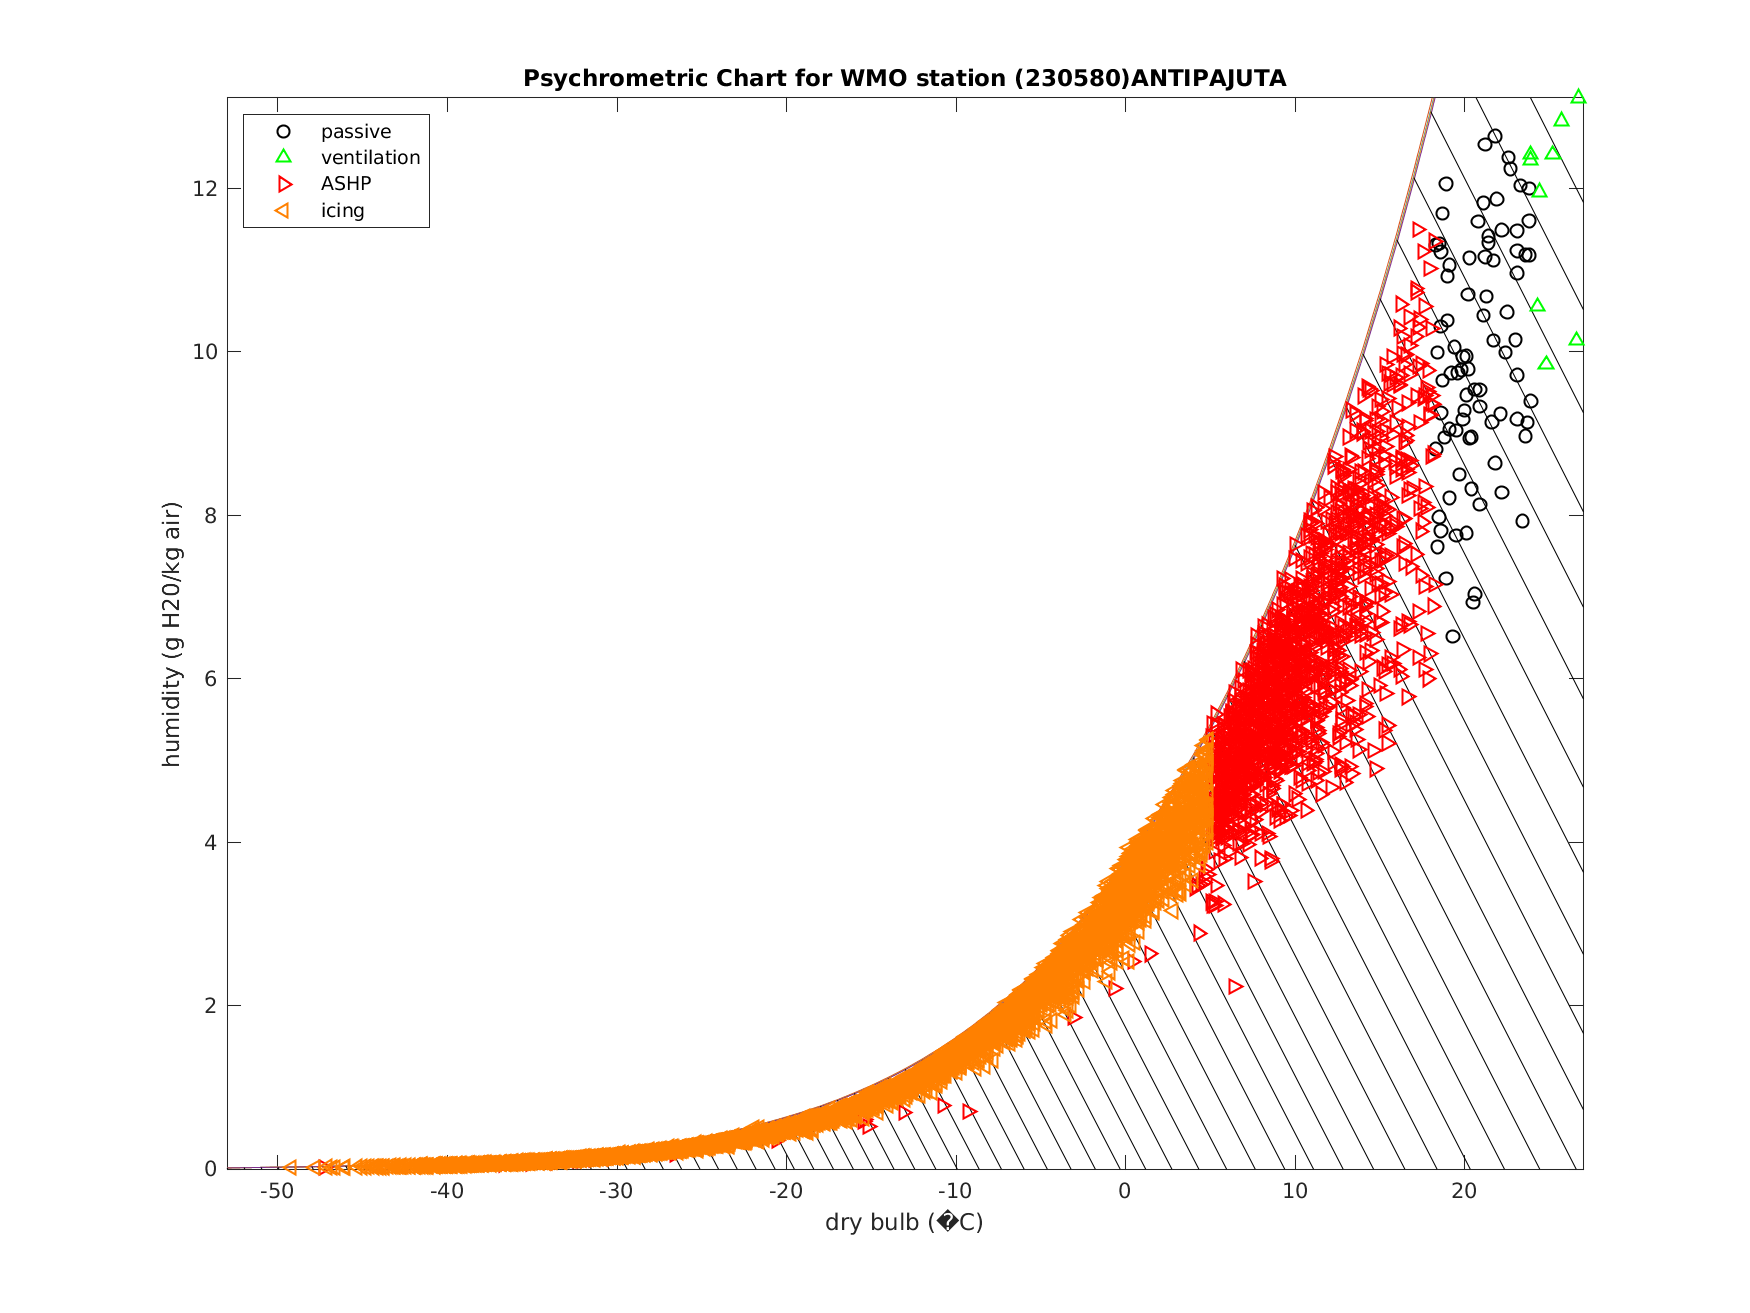 Psychrometric Chart for WMO station (230580)ANTIPAJUTA
passive
ventilation
ASHP
icing
humidity (g H20/kg air)
12
10
8
6
4
2
0
-50 -40 -30 -20 -10 0 10 20
dry bulb (�C)